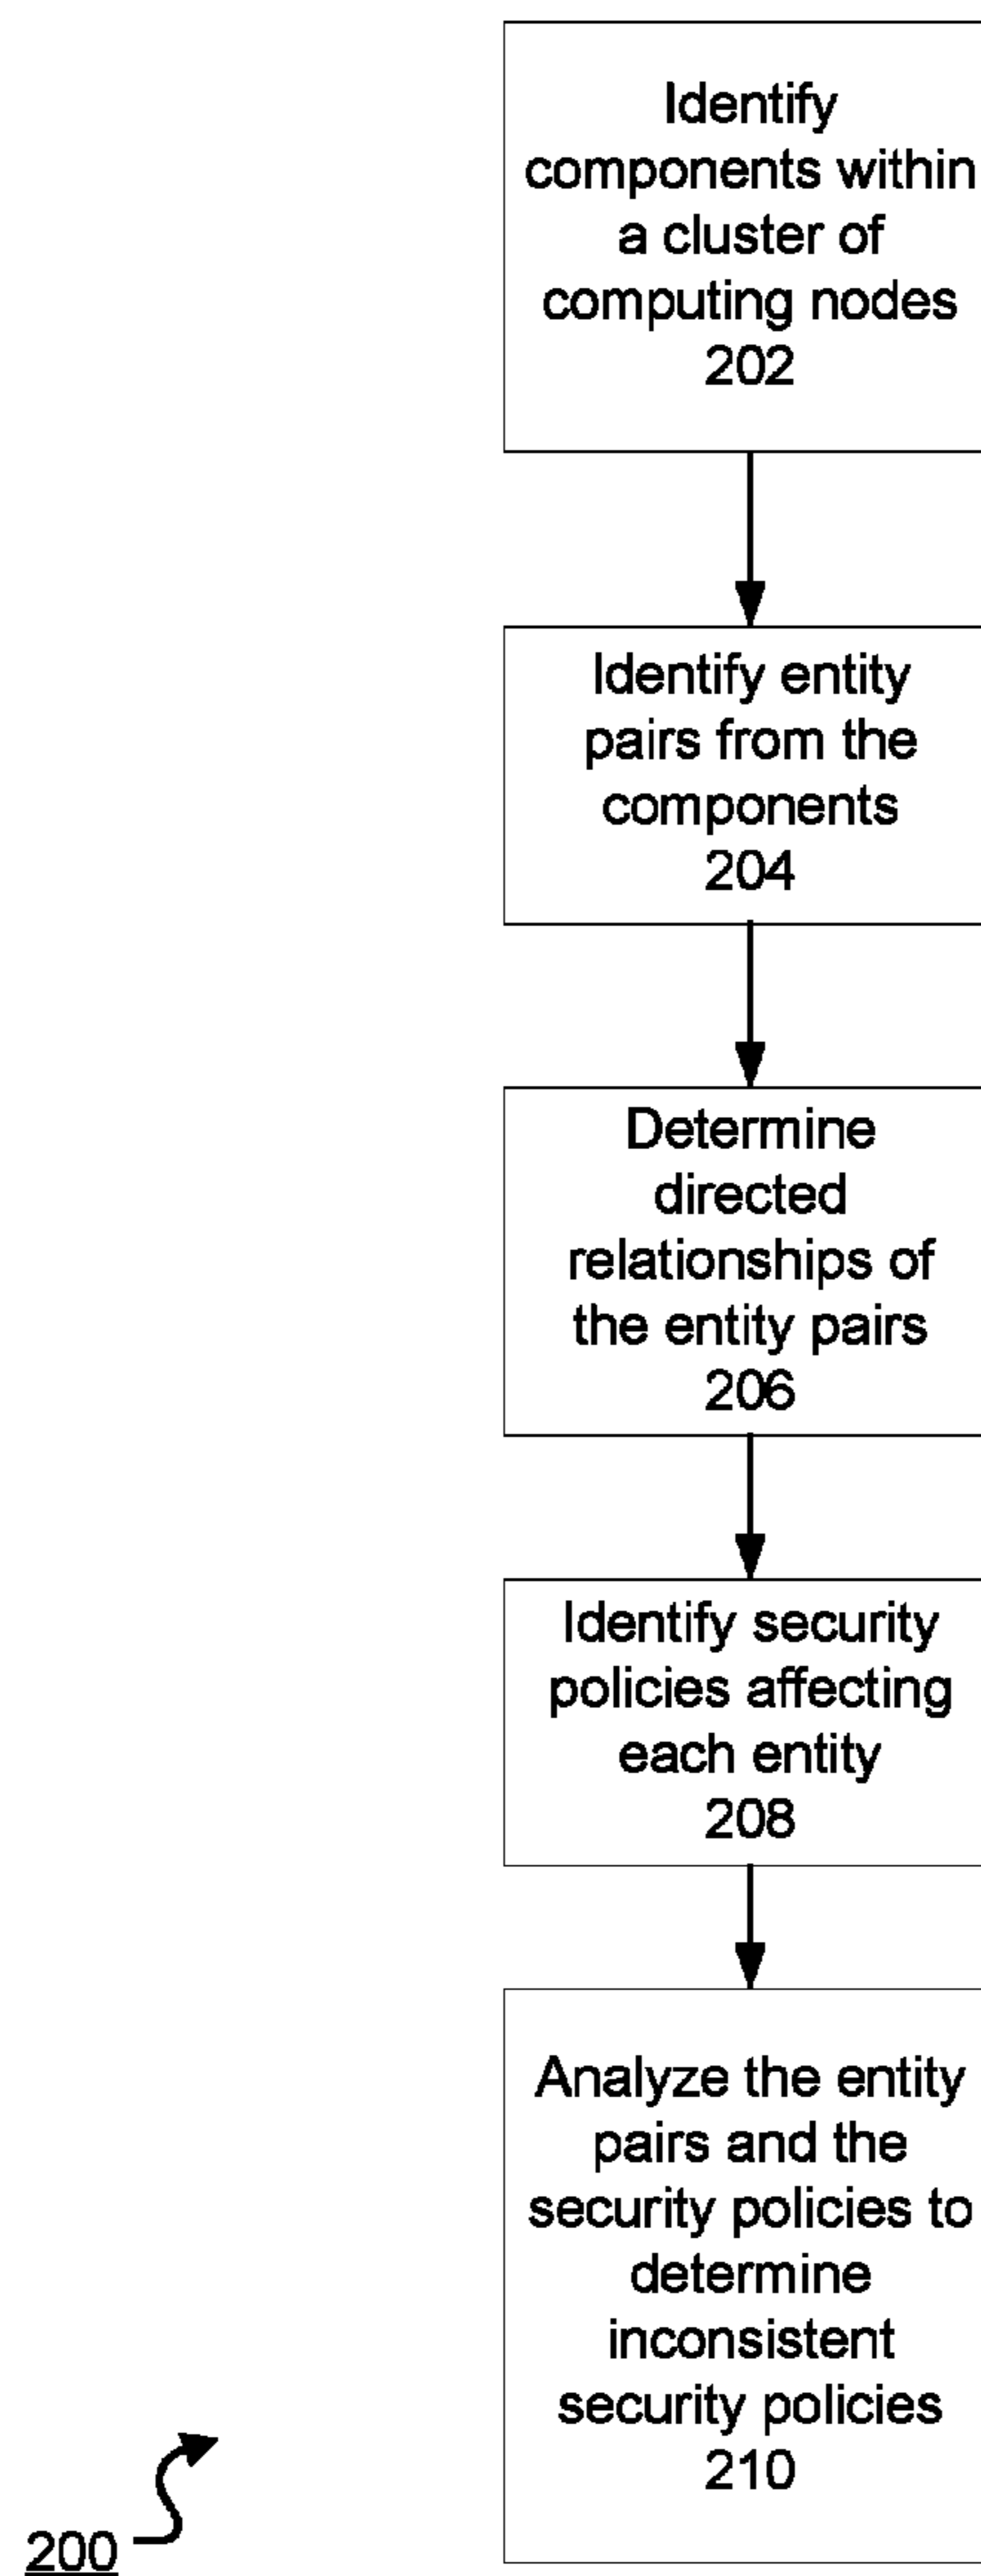 Identify
components within
a cluster of
computing nodes
202
Identify entity
pairs from the
components
204
Determine
directed
relationships of
the entity pairs
206
Identify security
policies affecting
each entity
208
Analyze the entity
pairs and the
security policies to
determine
inconsistent
security policies
210
200